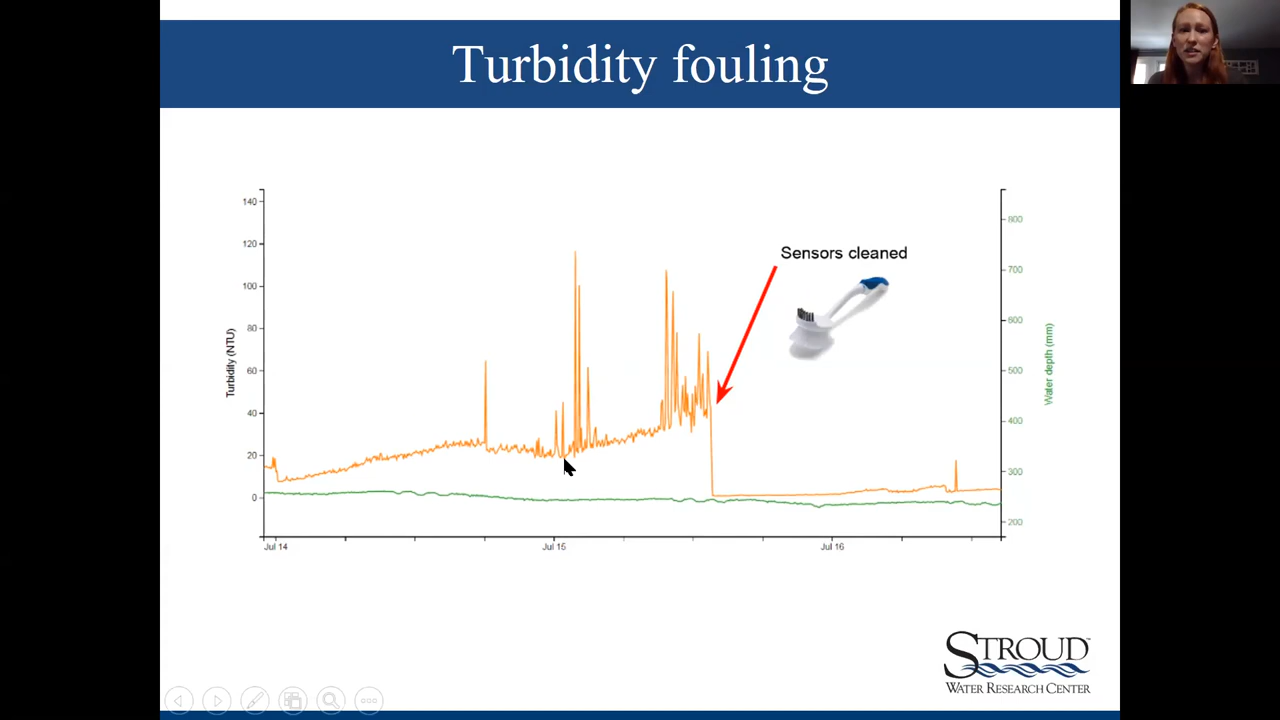 Turbidity fouling
140
120
100
80
60
40
20
0
Turbidity (NTU)
Sensors cleaned
800
700
600
500
400
300
200
Water depth (mm)
Jul 14
Jul 15
Jul 16
STROUD™
WATER RESEARCH CENTER